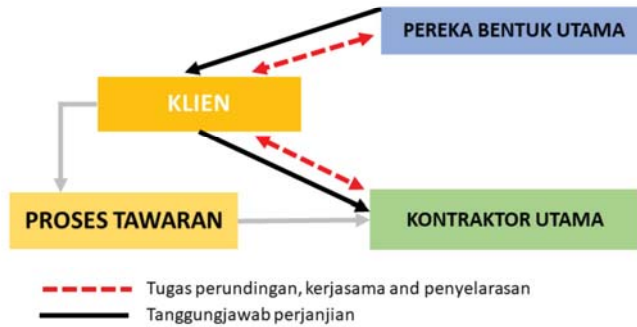 PEREKA BENTUK UTAMA
KLIEN
PROSES TAWARAN
KONTRAKTOR UTAMA
Tugas perundingan, kerjasama and penyelarasan
Tanggungjawab perjanjian